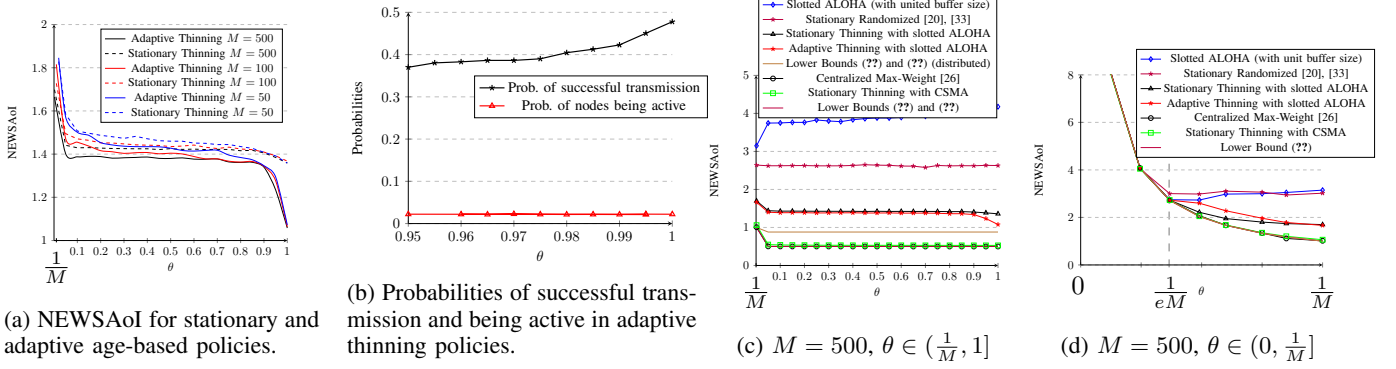 2
1.8
1.6
1.4
1.2
1
NEWSAoI
Adaptive Thinning M = 500
Stationary Thinning M = 500
Adaptive Thinning M = 100
Stationary Thinning M = 100
Adaptive Thinning M = 50
Stationary Thinning M = 50
1/M 0.1 0.2 0.3 0.4 0.5 0.6 0.7 0.8 0.9 1
θ
(a) NEWSAoI for stationary and
adaptive age-based policies.
0.5
0.4
0.3
0.2
0.1
0
Probabilities
Prob. of successful transmission
Prob. of nodes being active
0.95 0.96 0.97 0.98 0.99 1
θ
(b) Probabilities of successful trans-
mission and being active in adaptive
thinning policies.
Slotted ALOHA (with united buffer size)
Stationary Randomized [20], [33]
Stationary Thinning with slotted ALOHA
Adaptive Thinning with slotted ALOHA
Lower Bounds (??) and (??) (distributed)
Centralized Max-Weight [26]
Stationary Thinning with CSMA
Lower Bounds (??) and (??)
5
4
3
2
1
0
NEWSAoI
1/M 0.1 0.2 0.3 0.4 0.5 0.6 0.7 0.8 0.9 1
θ
(c) M = 500, θ ∈ (1/M, 1]
Slotted ALOHA (with unit buffer size)
Stationary Randomized [20], [33]
Stationary Thinning with slotted ALOHA
Adaptive Thinning with slotted ALOHA
Centralized Max-Weight [26]
Stationary Thinning with CSMA
Lower Bound (??)
8
6
4
2
0
NEWSAoI
0 1/eM θ 1/M
(d) M = 500, θ ∈ (0, 1/M]